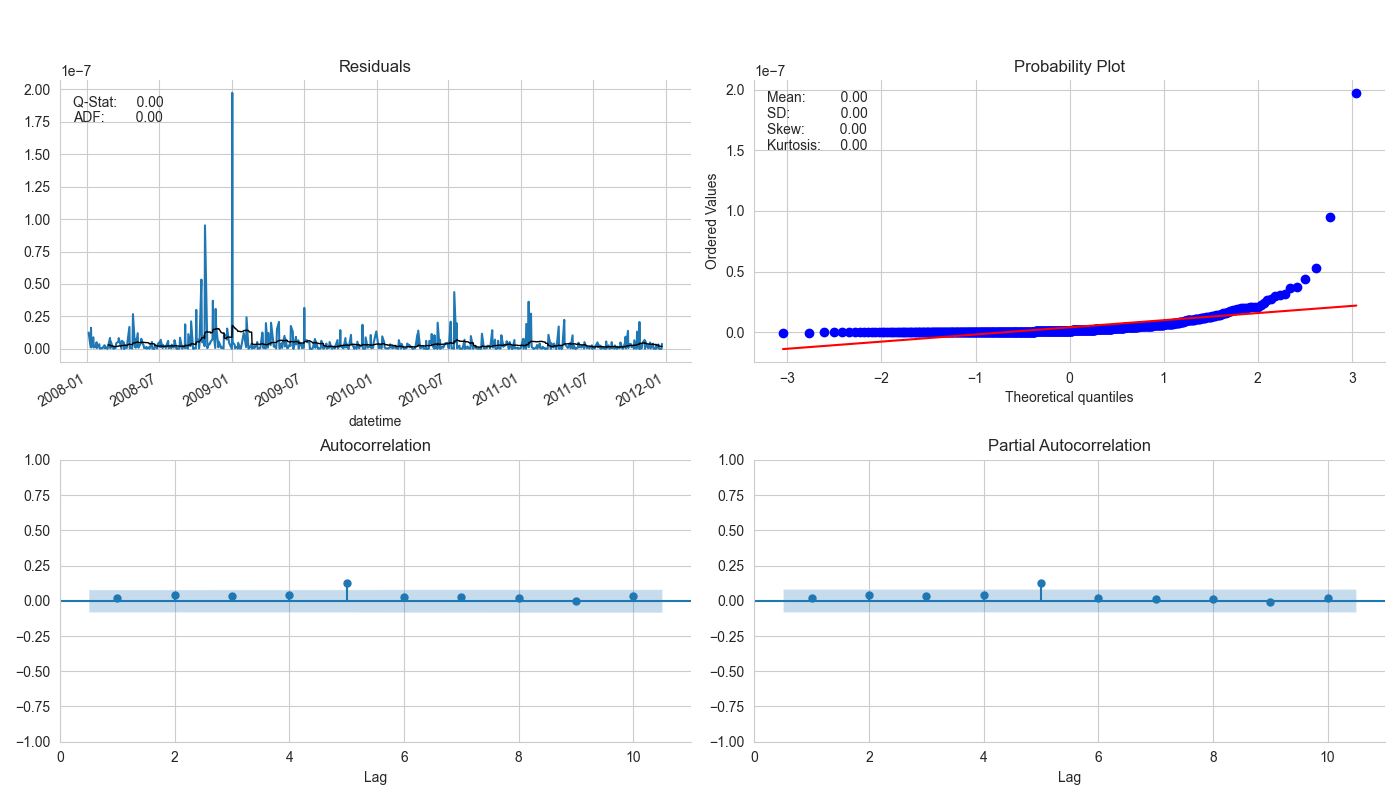 Residuals
1e−7
Q-Stat: 0.00
ADF: 0.00
2.00
1.75
1.50
1.25
1.00
0.75
0.50
0.25
0.00
2008-01
2008-07
2009-01
2009-07
2010-01
2010-07
2011-01
2011-07
2012-01
datetime
Probability Plot
1e−7
Mean: 0.00
SD: 0.00
Skew: 0.00
Kurtosis: 0.00
Ordered Values
2.0
1.5
1.0
0.5
0.0
−3 −2 −1 0 1 2 3
Theoretical quantiles
Autocorrelation
1.00
0.75
0.50
0.25
0.00
−0.25
−0.50
−0.75
−1.00
0 2 4 6 8 10
Lag
Partial Autocorrelation
1.00
0.75
0.50
0.25
0.00
−0.25
−0.50
−0.75
−1.00
0 2 4 6 8 10
Lag